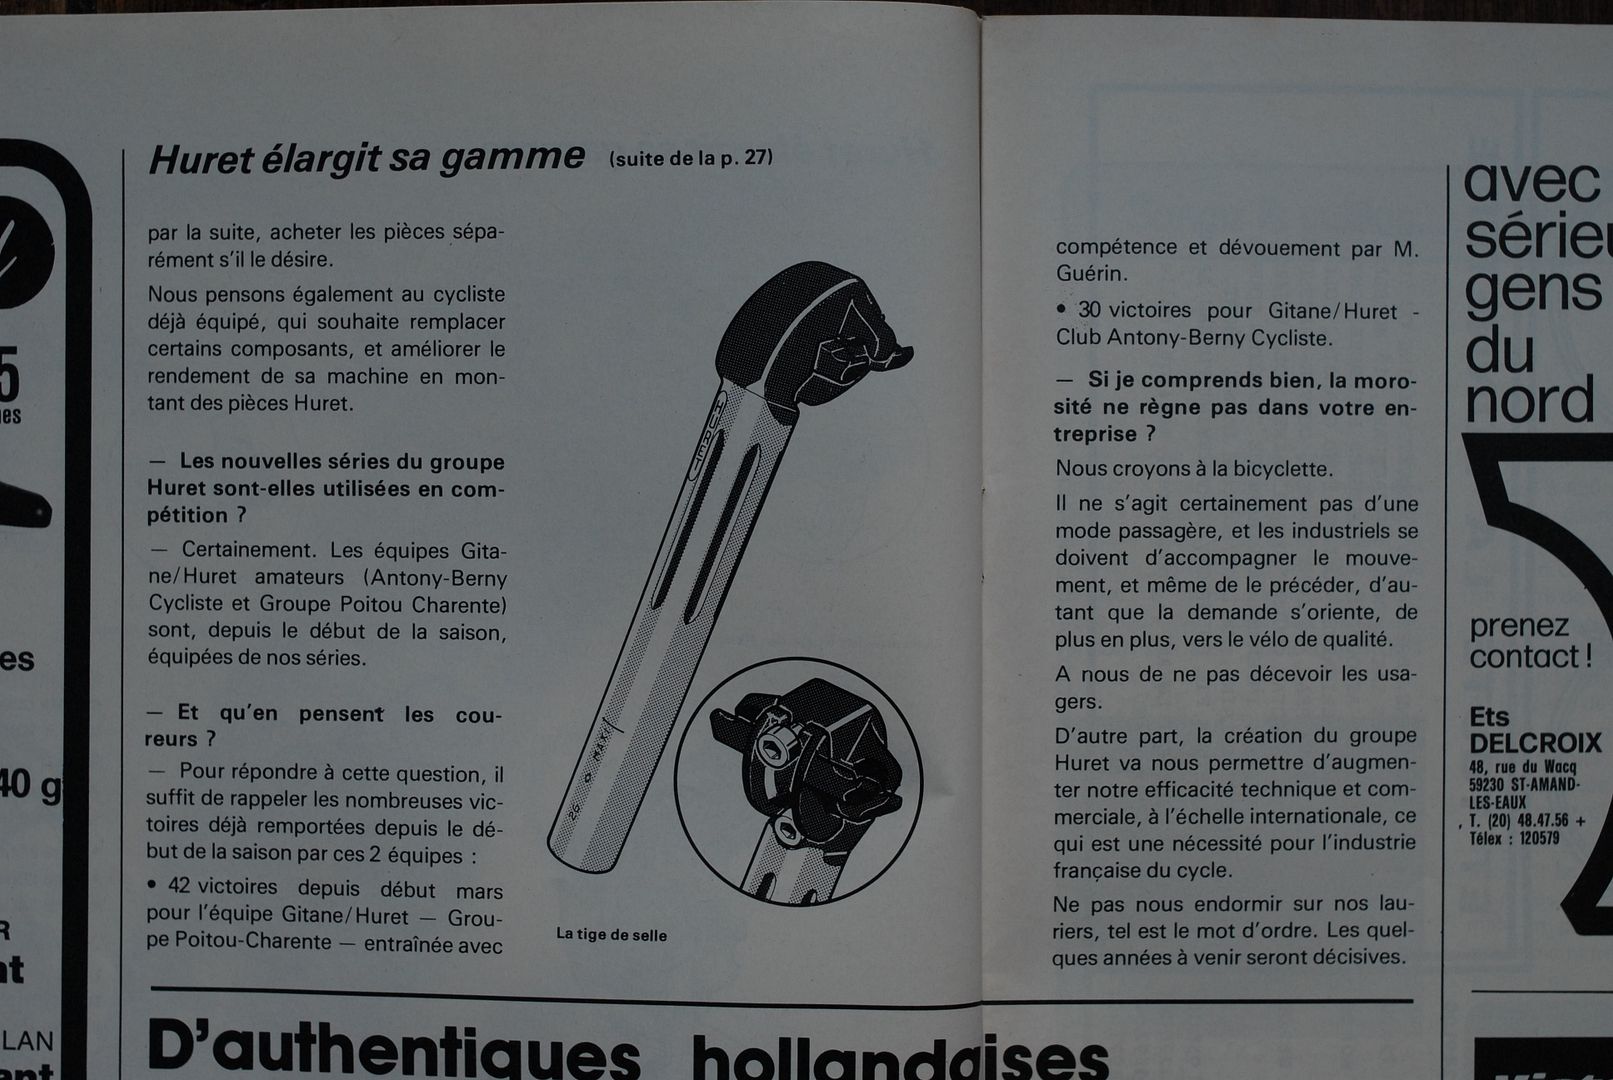 Huret élargit sa gamme (suite de la p. 27)
par la suite, acheter les pièces sépa-
rément s'il le désire.
Nous pensons également au cycliste
déjà équipé, qui souhaite remplacer
certains composants, et améliorer le
rendement de sa machine en mon-
tant des pièces Huret.
— Les nouvelles séries du groupe
Huret sont-elles utilisées en com-
pétition ?
— Certainement. Les équipes Gita-
ne/Huret amateurs (Antony-Berny
Cycliste et Groupe Poitou Charente)
sont, depuis le début de la saison,
équipées de nos séries.
— Et qu'en pensent les cou-
reurs ?
— Pour répondre à cette question, il
suffit de rappeler les nombreuses vic-
toires déjà remportées depuis le dé-
but de la saison par ces 2 équipes :
• 42 victoires depuis début mars
pour l'équipe Gitane/Huret — Grou-
pe Poitou-Charente — entraînée avec
HURET
26 0 MAXI
La tige de selle
compétence et dévouement par M.
Guérin.
• 30 victoires pour Gitane/Huret -
Club Antony-Berny Cycliste.
— Si je comprends bien, la moro-
sité ne règne pas dans votre en-
treprise ?
Nous croyons à la bicyclette.
Il ne s'agit certainement pas d'une
mode passagère, et les industriels se
doivent d'accompagner le mouve-
ment, et même de le précéder, d'au-
tant que la demande s'oriente, de
plus en plus, vers le vélo de qualité.
A nous de ne pas décevoir les usa-
gers.
D'autre part, la création du groupe
Huret va nous permettre d'augmen-
ter notre efficacité technique et com-
merciale, à l'échelle internationale, ce
qui est une nécessité pour l'industrie
française du cycle.
Ne pas nous endormir sur nos lau-
riers, tel est le mot d'ordre. Les quel-
ques années à venir seront décisives.
D'authentiques hollandaises
avec
gens
du
nord
prenez
contact !
Ets
DELCROIX
48, rue du Wacq
59230 ST-AMAND-
LES-EAUX
T. (20) 48.47.56 +
Télex : 120579
5
es
40 g
R
nt
LAN